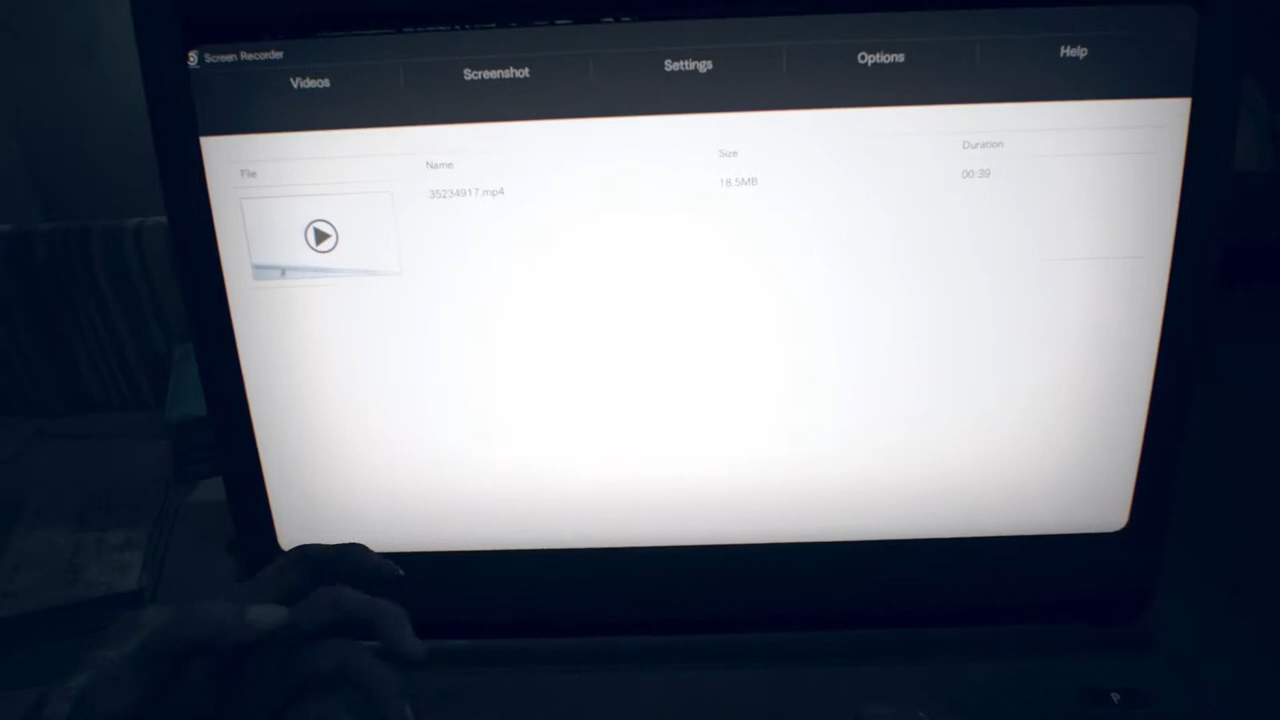 Screen Recorder
Videos Screenshot Settings Options Help
File Name Size Duration
35234917.mp4 18.5MB 00:39
P